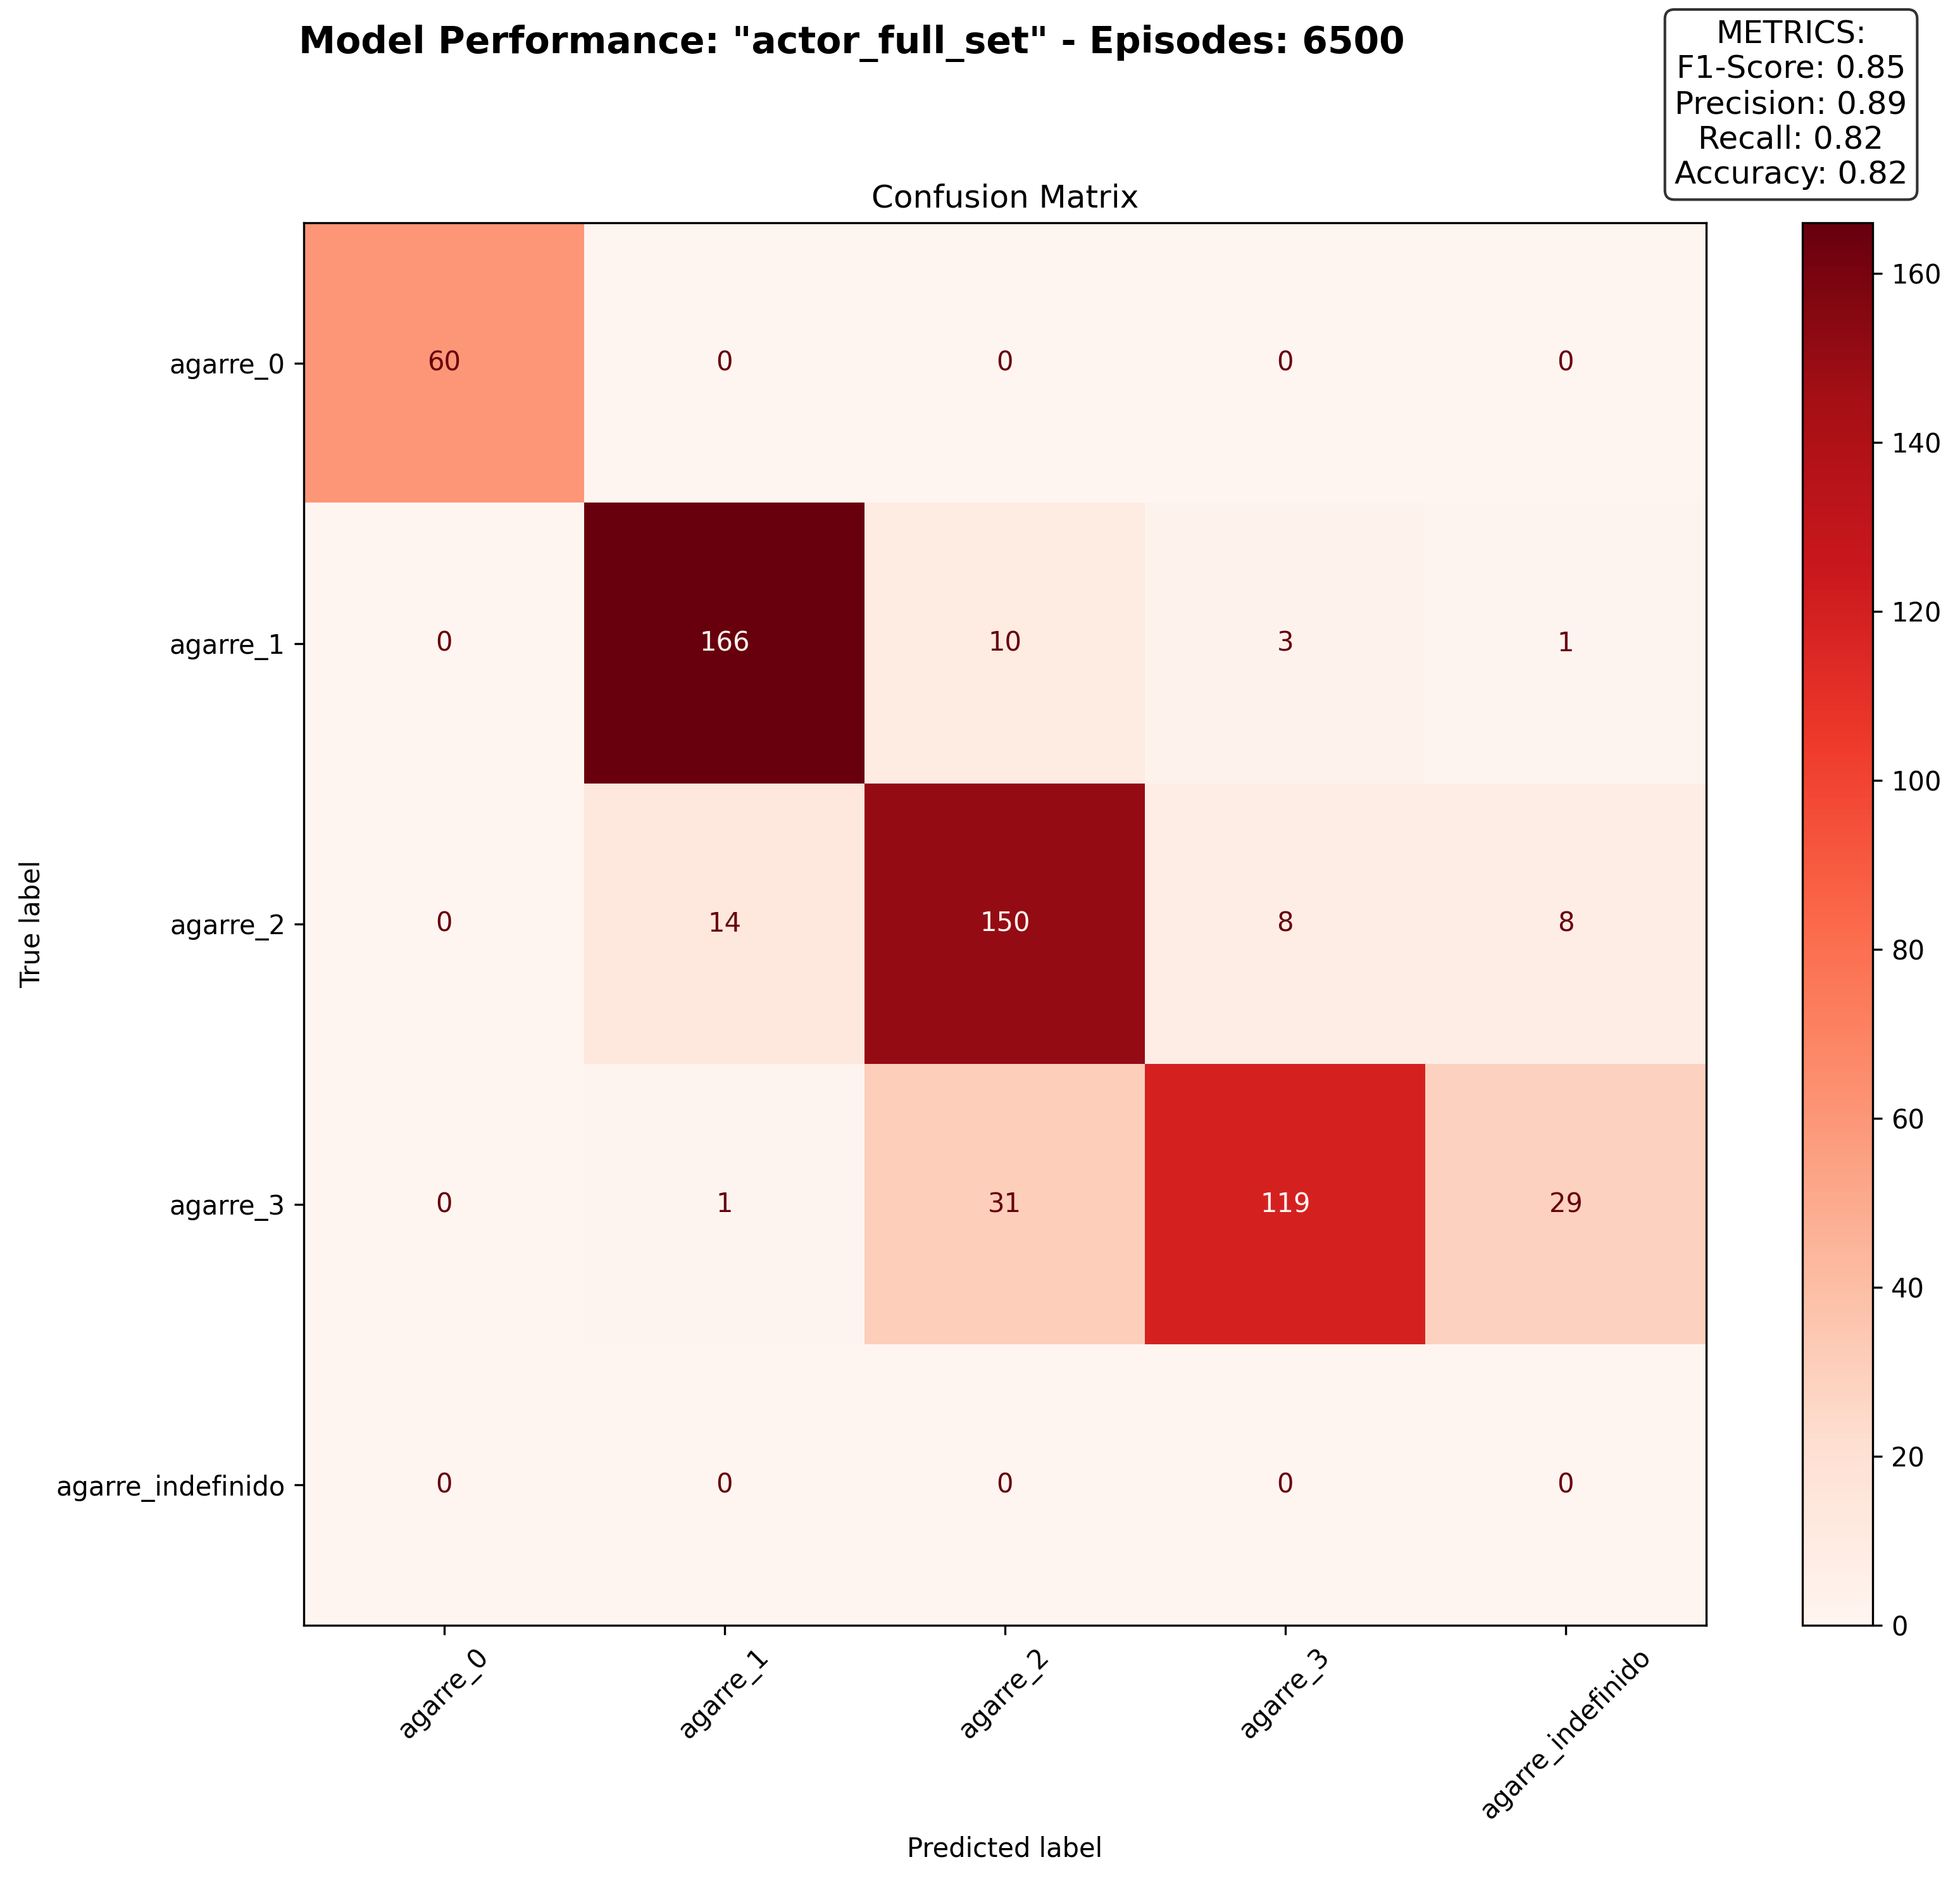 Model Performance: "actor_full_set" - Episodes: 6500
METRICS:
F1-Score: 0.85
Precision: 0.89
Recall: 0.82
Accuracy: 0.82
Confusion Matrix
True label
agarre_0 60 0 0 0 0
agarre_1 0 166 10 3 1
agarre_2 0 14 150 8 8
agarre_3 0 1 31 119 29
agarre_indefinido 0 0 0 0 0
agarre_0 agarre_1 agarre_2 agarre_3 agarre_indefinido
Predicted label
160
140
120
100
80
60
40
20
0